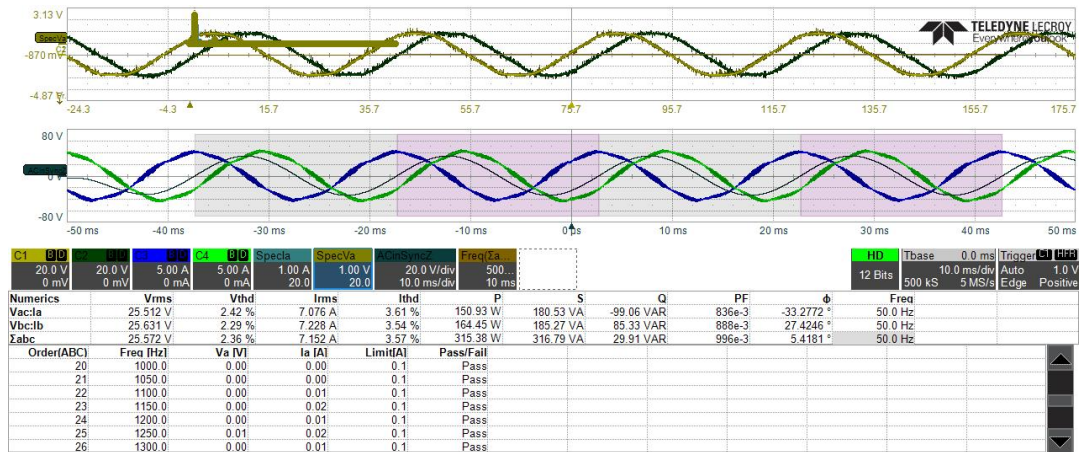 3.13 V
TELEDYNE LECROY
Everywhereyoulook
SpecVa
C2
-870 mV
-4.87 V
-24.3 -4.3 15.7 35.7 55.7 75.7 95.7 115.7 135.7 155.7 175.7
80 V
ACinSyncZ
0 V
-80 V
-50 ms -40 ms -30 ms -20 ms -10 ms 0 µs 10 ms 20 ms 30 ms 40 ms 50 ms
C1 B D C2 B D C3 B D C4 B D SpecIa SpecVa ACinSyncZ Freq(Σa... HD Tbase 0.0 ms Trigger C1 HFR
20.0 V 20.0 V 5.00 A 5.00 A 1.00 A 1.00 V 20.0 V/div 500... 12 Bits 10.0 ms/div Auto 1.0 V
0 mV 0 mV 0 mA 0 mA 20.0 20.0 10.0 ms/div 10 ms 500 kS 5 MS/s Edge Positive
Numerics Vrms Vthd Irms Ithd P S Q PF ϕ Freq
Vac:Ia 25.512 V 2.42 % 7.076 A 3.61 % 150.93 W 180.53 VA -99.06 VAR 836e-3 -33.2772 ° 50.0 Hz
Vbc:Ib 25.631 V 2.29 % 7.228 A 3.54 % 164.45 W 185.27 VA 85.33 VAR 888e-3 27.4246 ° 50.0 Hz
Σabc 25.572 V 2.36 % 7.152 A 3.57 % 315.38 W 316.79 VA 29.91 VAR 996e-3 5.4181 ° 50.0 Hz
Order(ABC) Freq [Hz] Va [V] Ia [A] Limit[A] Pass/Fail
20 1000.0 0.00 0.00 0.1 Pass
21 1050.0 0.00 0.00 0.1 Pass
22 1100.0 0.00 0.01 0.1 Pass
23 1150.0 0.00 0.02 0.1 Pass
24 1200.0 0.00 0.01 0.1 Pass
25 1250.0 0.01 0.02 0.1 Pass
26 1300.0 0.00 0.01 0.1 Pass